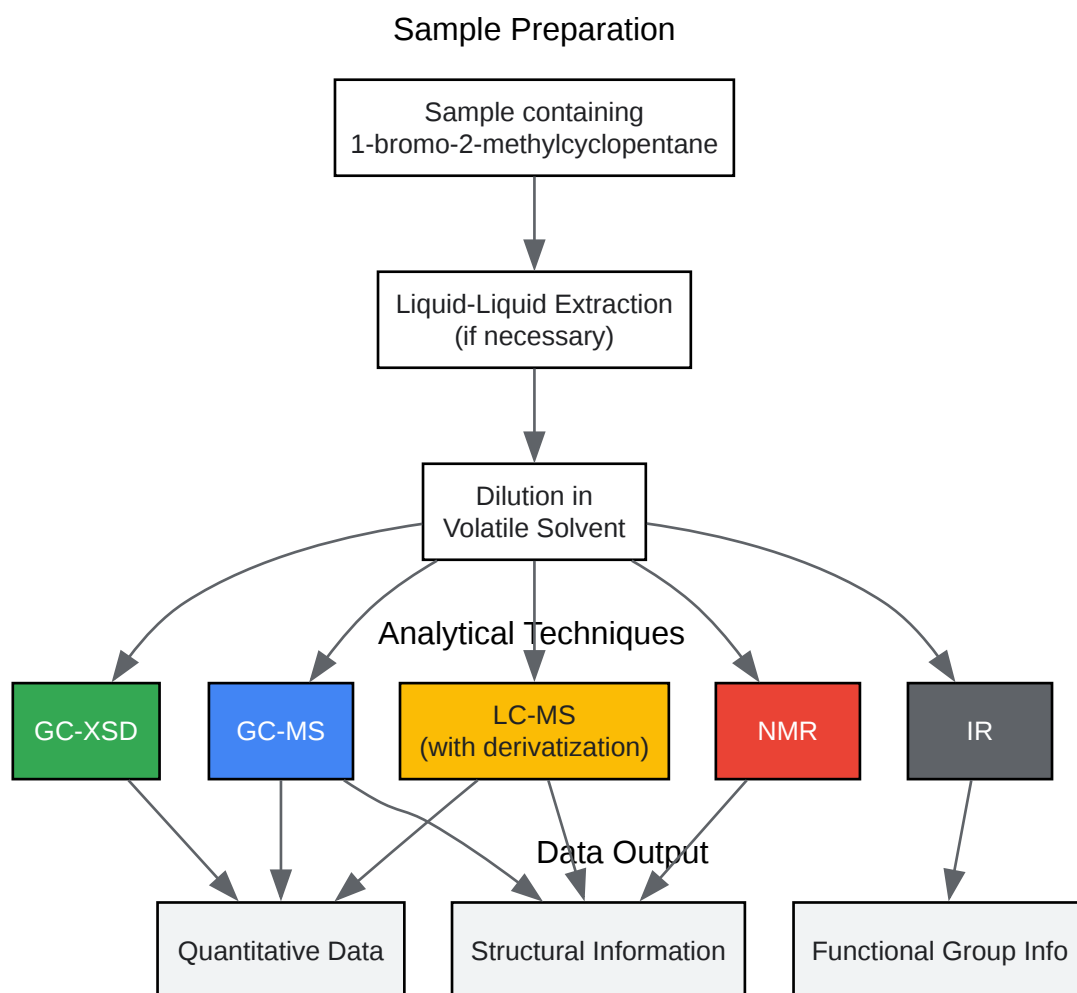 Sample Preparation
Sample containing
1-bromo-2-methylcyclopentane
Liquid-Liquid Extraction
(if necessary)
Dilution in
Volatile Solvent
Analytical Techniques
GC-XSD
GC-MS
LC-MS
(with derivatization)
NMR
IR
Data Output
Quantitative Data
Structural Information
Functional Group Info